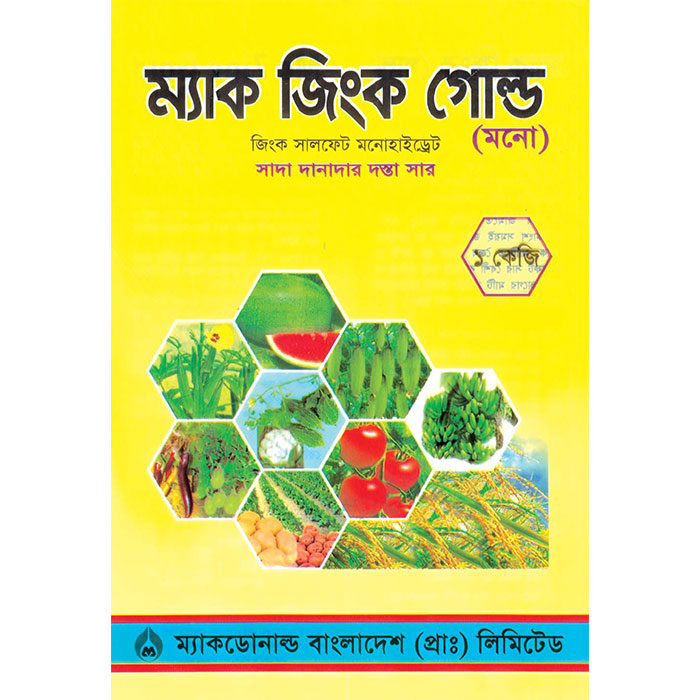 ম্যাক জিংক গোল্ড
(মনো)
জিংক সালফেট মনোহাইড্রেট
সাদা দানাদার দস্তা সার
১ কেজি
ম্যাকডোনাল্ড বাংলাদেশ (প্রাঃ) লিমিটেড